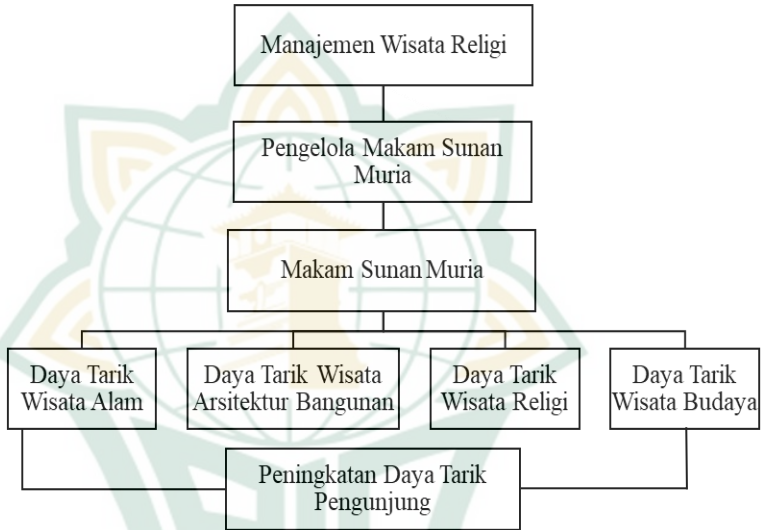 Manajemen Wisata Religi
Pengelola Makam Sunan
Muria
Makam Sunan Muria
Daya Tarik
Wisata Alam
Daya Tarik Wisata
Arsitektur Bangunan
Daya Tarik
Wisata Religi
Daya Tarik
Wisata Budaya
Peningkatan Daya Tarik
Pengunjung